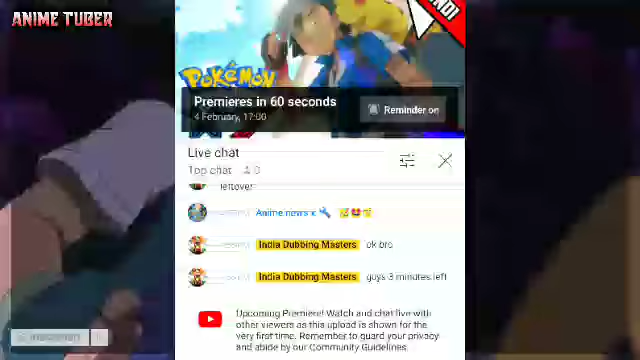 ANIME TUBER
POKéMON
Premieres in 60 seconds
4 February, 17:00
Reminder on
Live chat
Top chat 0
leftover
Anime news x
India Dubbing Masters ok bro
India Dubbing Masters guys 3 minutes left
Upcoming Premiere! Watch and chat live with
other viewers as this upload is shown for the
very first time. Remember to guard your privacy
and abide by our Community Guidelines.